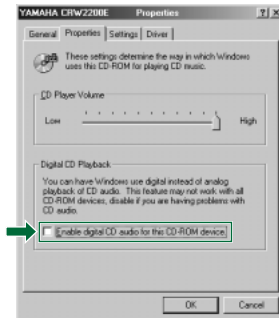 YAMAHA CRW2200E Properties
General Properties Settings Driver
These settings determine the way in which Windows
uses this CD-ROM for playing CD music.
CD Player Volume
Low High
Digital CD Playback
You can have Windows use digital instead of analog
playback of CD audio. This feature may not work with all
CD-ROM devices, disable if you are having problems with
CD audio.
Enable digital CD audio for this CD-ROM device.
OK Cancel